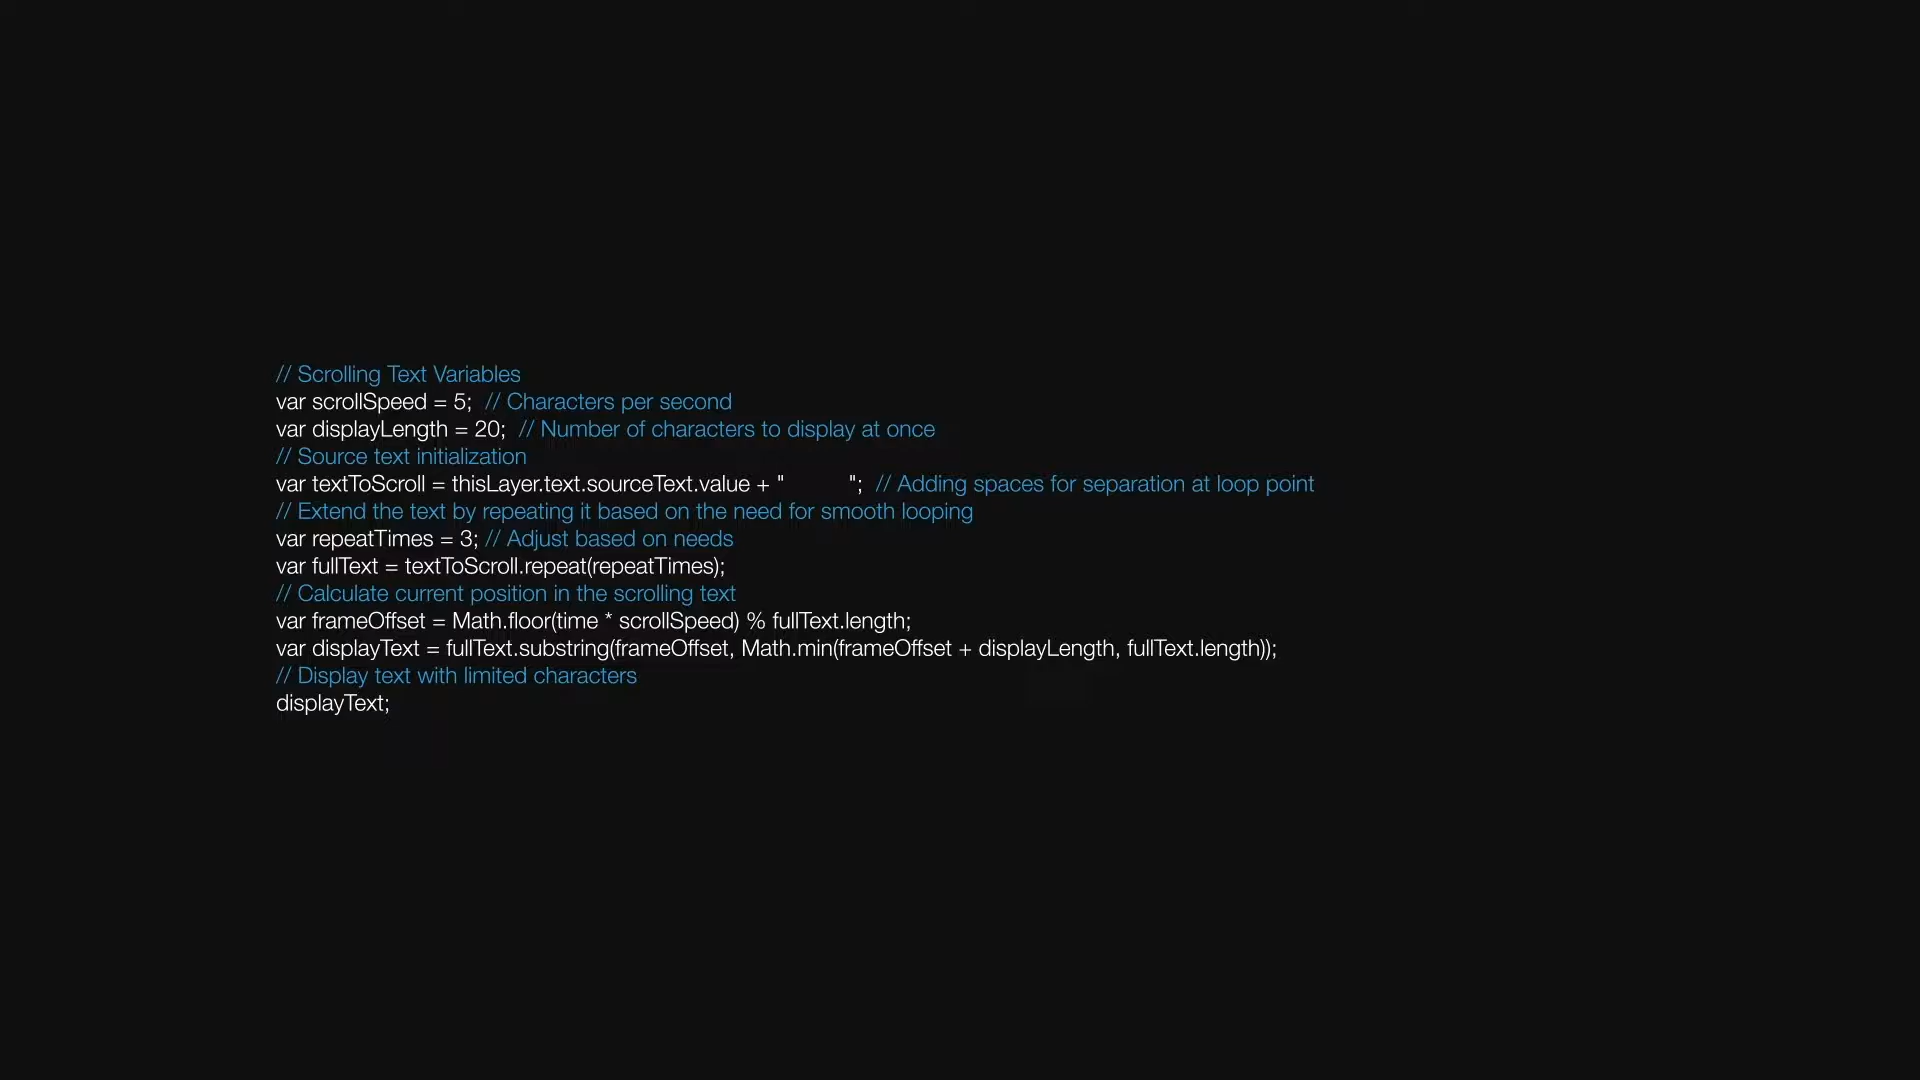 // Scrolling Text Variables
var scrollSpeed = 5;  // Characters per second
var displayLength = 20;  // Number of characters to display at once
// Source text initialization
var textToScroll = thisLayer.text.sourceText.value + "          ";  // Adding spaces for separation at loop point
// Extend the text by repeating it based on the need for smooth looping
var repeatTimes = 3; // Adjust based on needs
var fullText = textToScroll.repeat(repeatTimes);
// Calculate current position in the scrolling text
var frameOffset = Math.floor(time * scrollSpeed) % fullText.length;
var displayText = fullText.substring(frameOffset, Math.min(frameOffset + displayLength, fullText.length));
// Display text with limited characters
displayText;